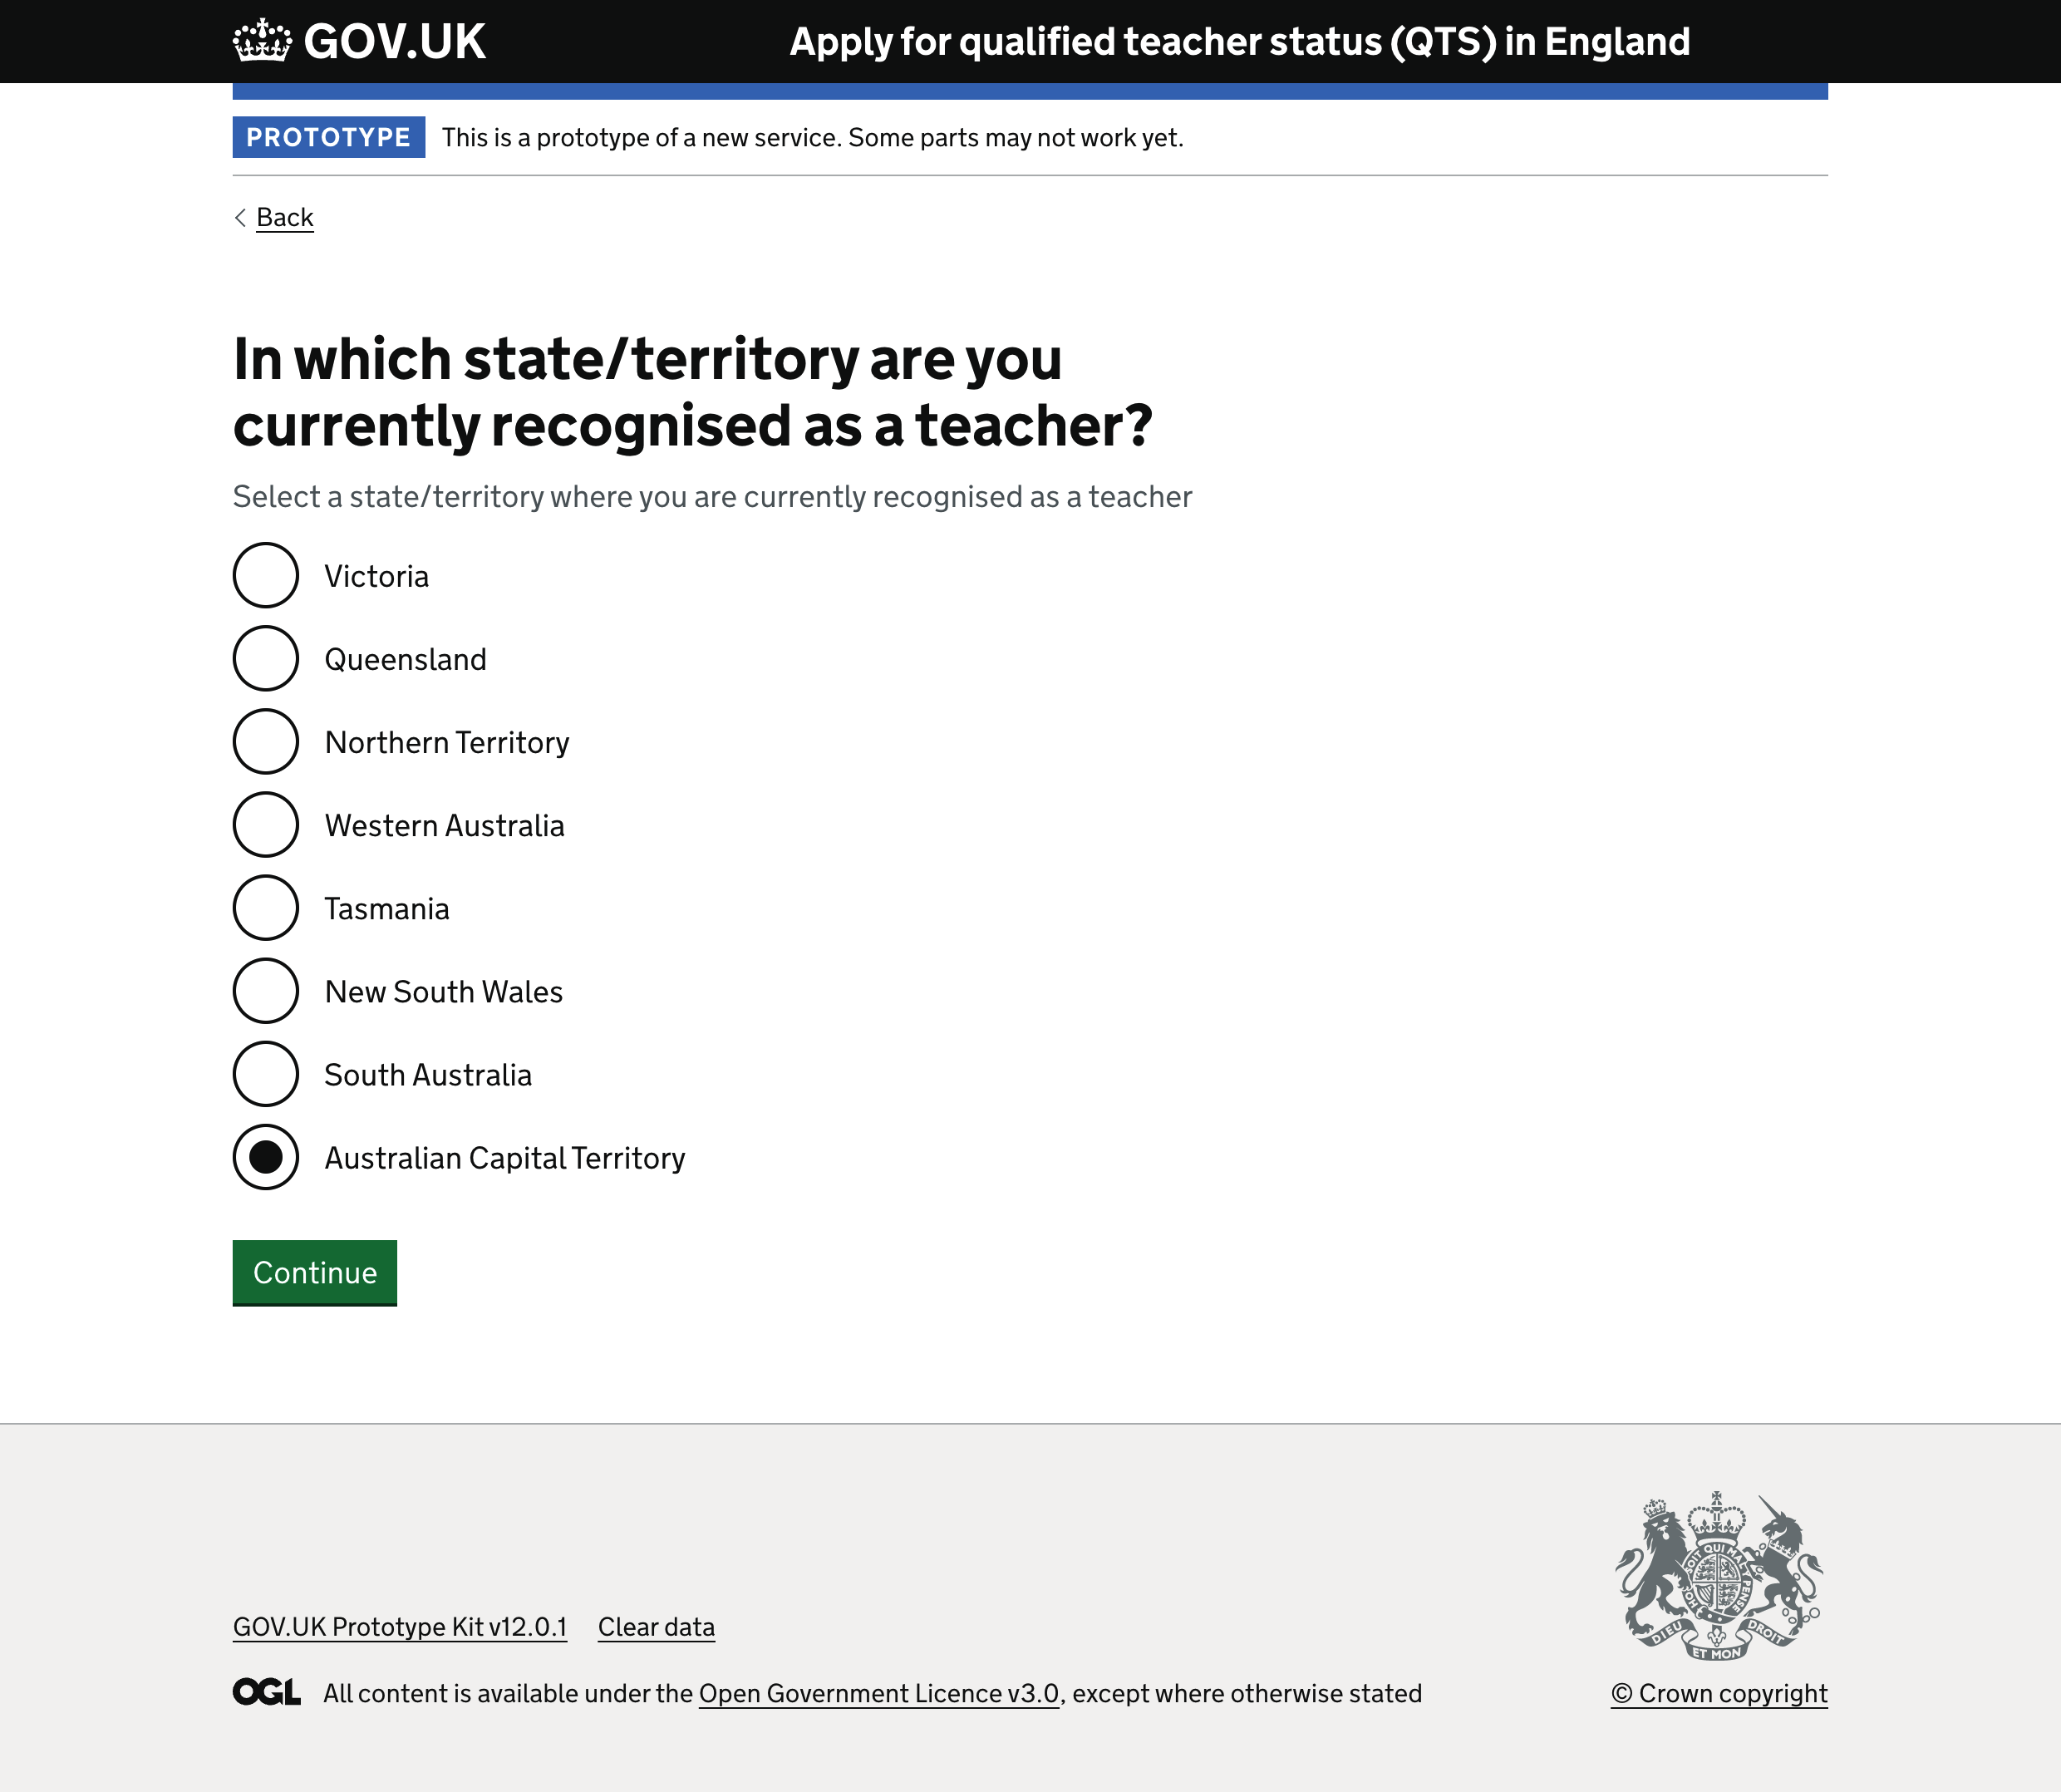 GOV.UK
Apply for qualified teacher status (QTS) in England
PROTOTYPE
This is a prototype of a new service. Some parts may not work yet.
Back
In which state/territory are you
currently recognised as a teacher?
Select a state/territory where you are currently recognised as a teacher
Victoria
Queensland
Northern Territory
Western Australia
Tasmania
New South Wales
South Australia
Australian Capital Territory
Continue
GOV.UK Prototype Kit v12.0.1
Clear data
OGL
All content is available under the Open Government Licence v3.0, except where otherwise stated
DIEU
ET MON
DROIT
© Crown copyright